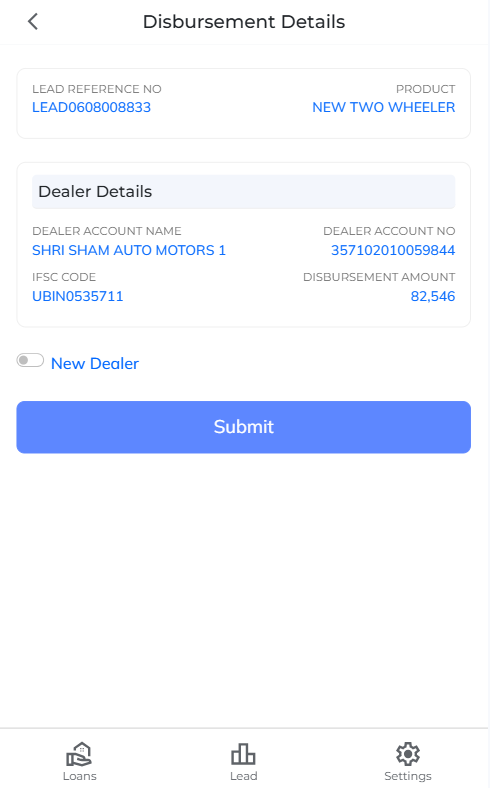 Disbursement Details
LEAD REFERENCE NO PRODUCT
LEAD0608008833 NEW TWO WHEELER
Dealer Details
DEALER ACCOUNT NAME DEALER ACCOUNT NO
SHRI SHAM AUTO MOTORS 1 357102010059844
IFSC CODE DISBURSEMENT AMOUNT
UBIN0535711 82,546
New Dealer
Submit
Loans Lead Settings